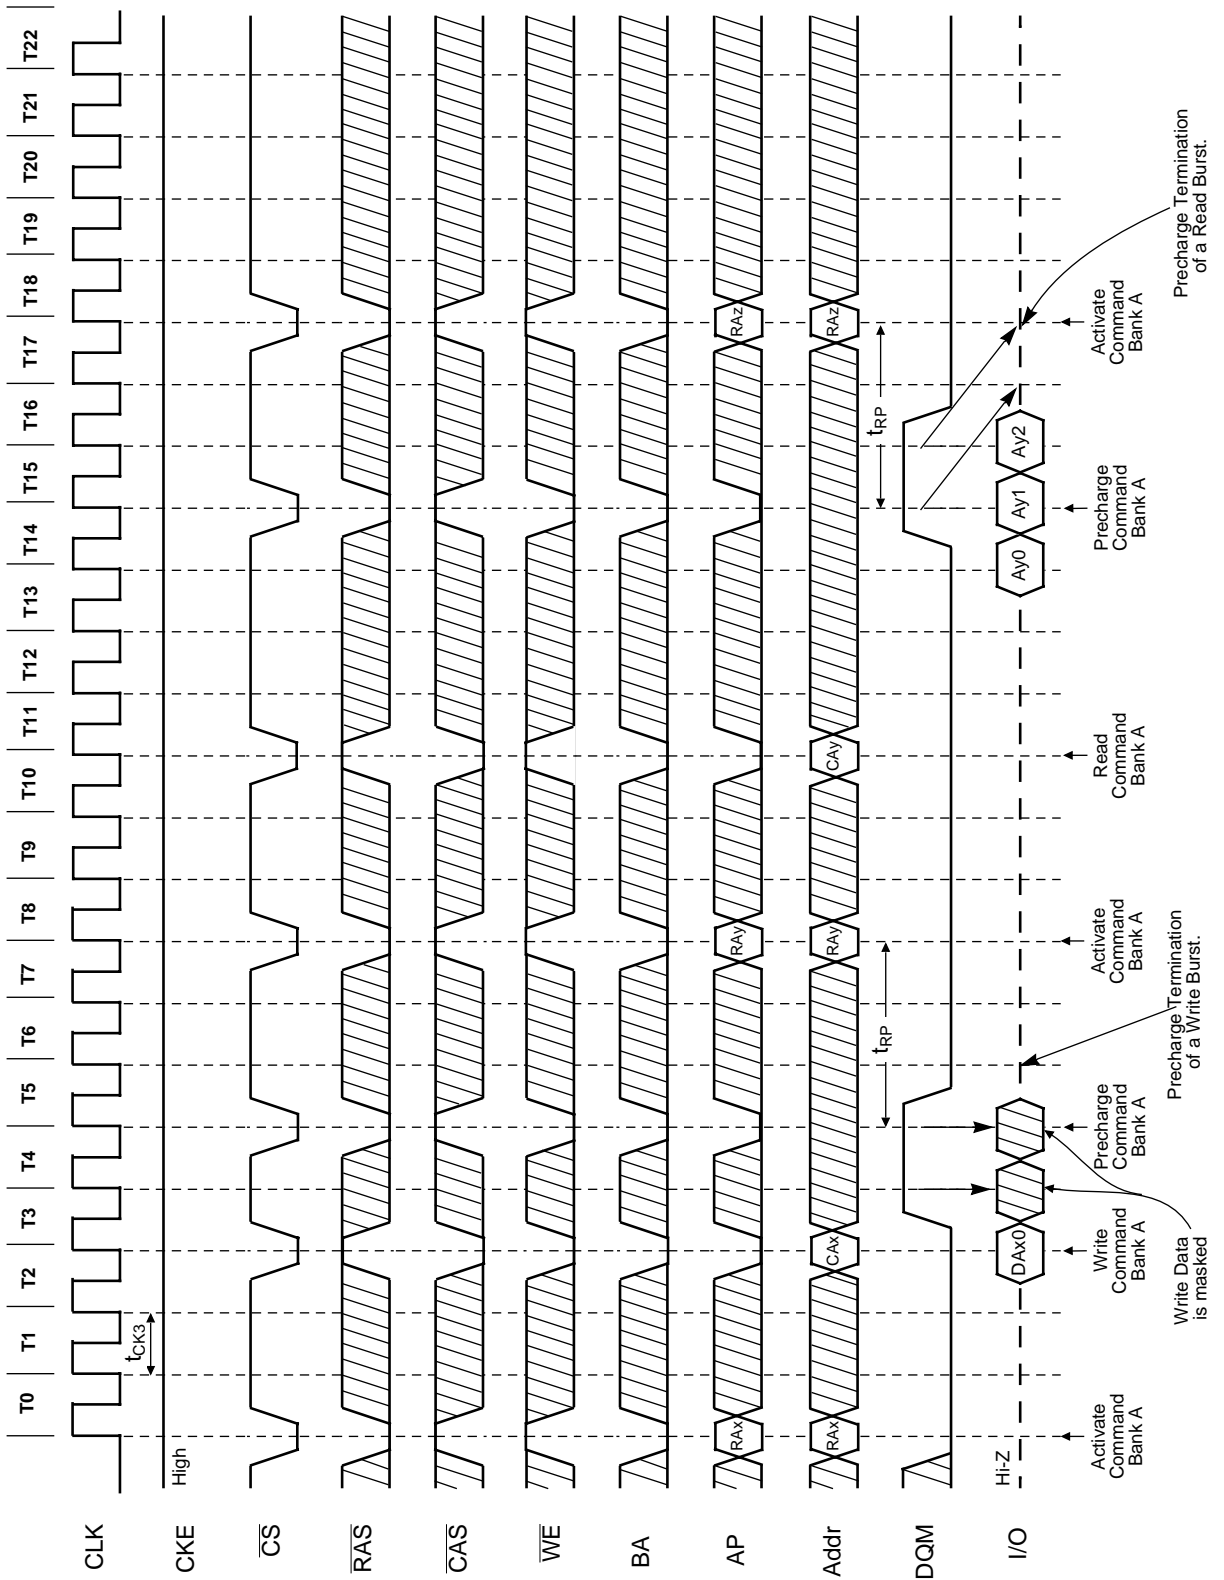 T0 T1 T2 T3 T4 T5 T6 T7 T8 T9 T10 T11 T12 T13 T14 T15 T16 T17 T18 T19 T20 T21 T22
CLK
tCK3
CKE
High
CS
RAS
CAS
WE
BA
AP
RAx RAy RAz
Addr
RAx CAx RAy CAy RAz
tRP tRP
DQM
I/O
Hi-Z
DAx0 Ay0 Ay1 Ay2
Activate
Command
Bank A
Write
Command
Bank A
Precharge
Command
Bank A
Activate
Command
Bank A
Read
Command
Bank A
Precharge
Command
Bank A
Activate
Command
Bank A
Write Data
is masked
Precharge Termination
of a Write Burst.
Precharge Termination
of a Read Burst.